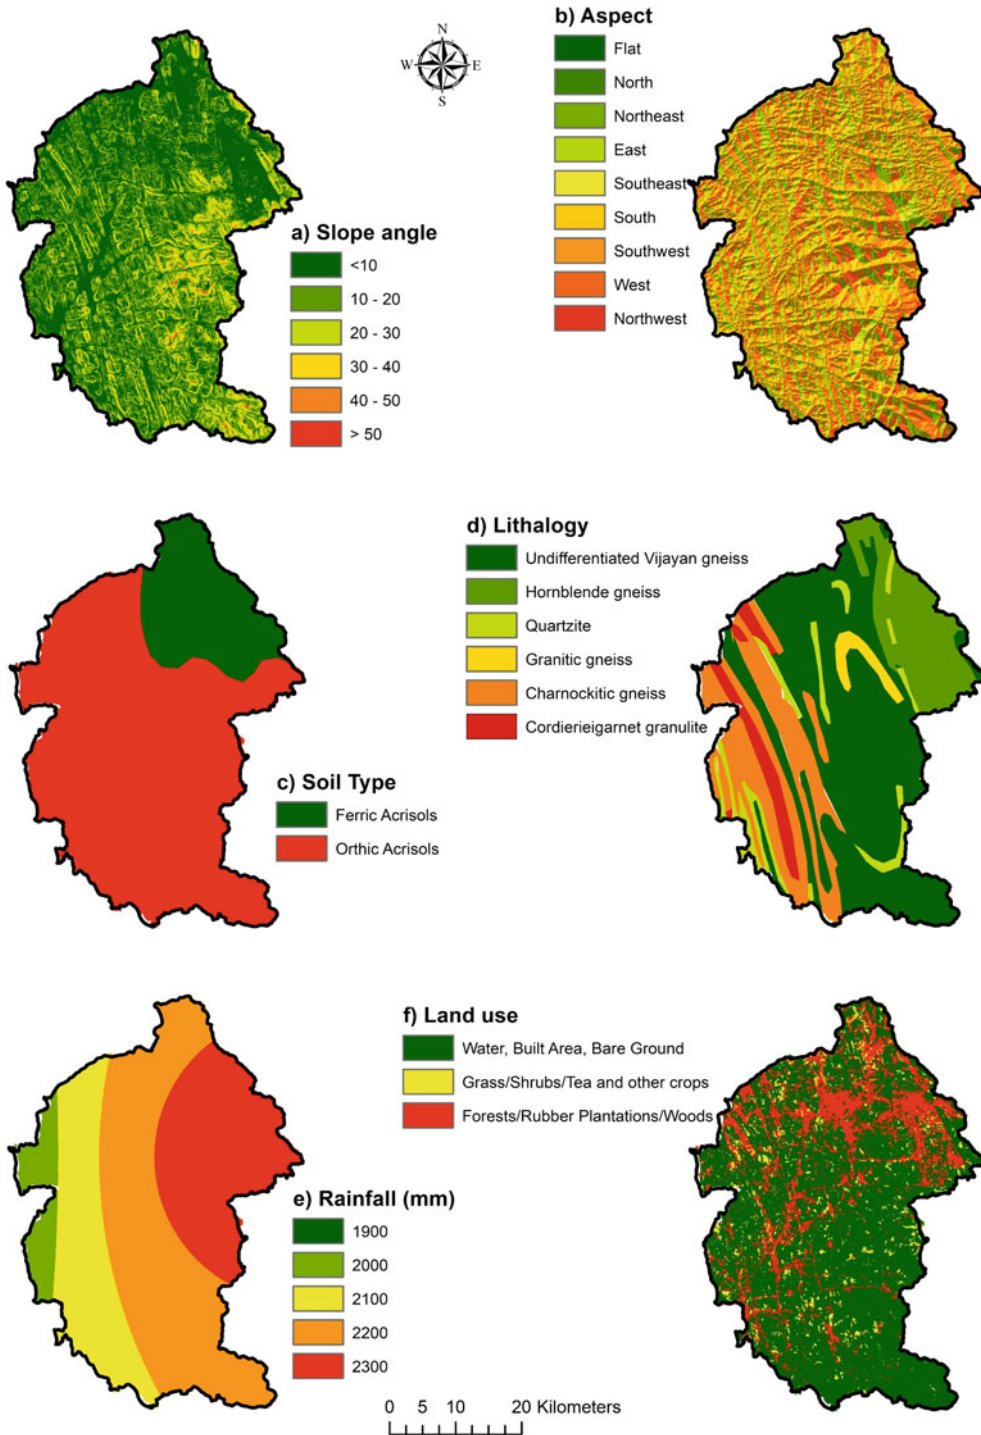 N
W E
S
a) Slope angle
<10
10 - 20
20 - 30
30 - 40
40 - 50
> 50
b) Aspect
Flat
North
Northeast
East
Southeast
South
Southwest
West
Northwest
c) Soil Type
Ferric Acrisols
Orthic Acrisols
d) Lithalogy
Undifferentiated Vijayan gneiss
Hornblende gneiss
Quartzite
Granitic gneiss
Charnockitic gneiss
Cordierieigarnet granulite
e) Rainfall (mm)
1900
2000
2100
2200
2300
f) Land use
Water, Built Area, Bare Ground
Grass/Shrubs/Tea and other crops
Forests/Rubber Plantations/Woods
0 5 10 20 Kilometers